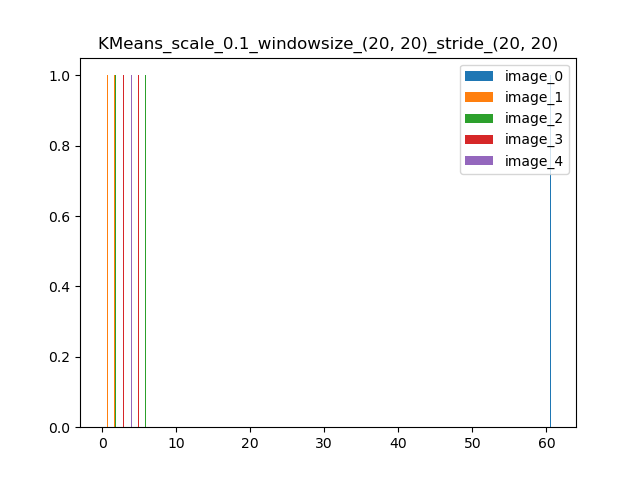 KMeans_scale_0.1_windowsize_(20, 20)_stride_(20, 20)
1.0
0.8
0.6
0.4
0.2
0.0
0 10 20 30 40 50 60
image_0
image_1
image_2
image_3
image_4